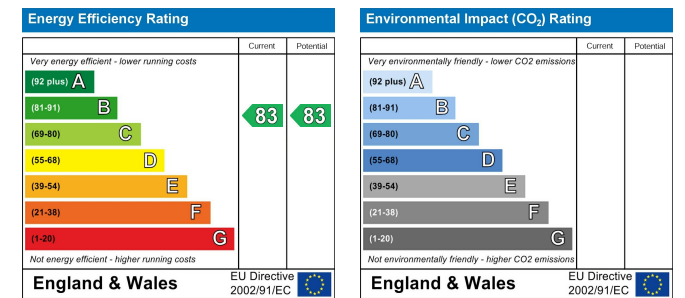 Energy Efficiency Rating
Current Potential
Very energy efficient - lower running costs
(92 plus) A
(81-91) B
83 83
(69-80) C
(55-68) D
(39-54) E
(21-38) F
(1-20) G
Not energy efficient - higher running costs
England & Wales
EU Directive
2002/91/EC
Environmental Impact (CO₂) Rating
Current Potential
Very environmentally friendly - lower CO2 emissions
(92 plus) A
(81-91) B
(69-80) C
(55-68) D
(39-54) E
(21-38) F
(1-20) G
Not environmentally friendly - higher CO2 emissions
England & Wales
EU Directive
2002/91/EC